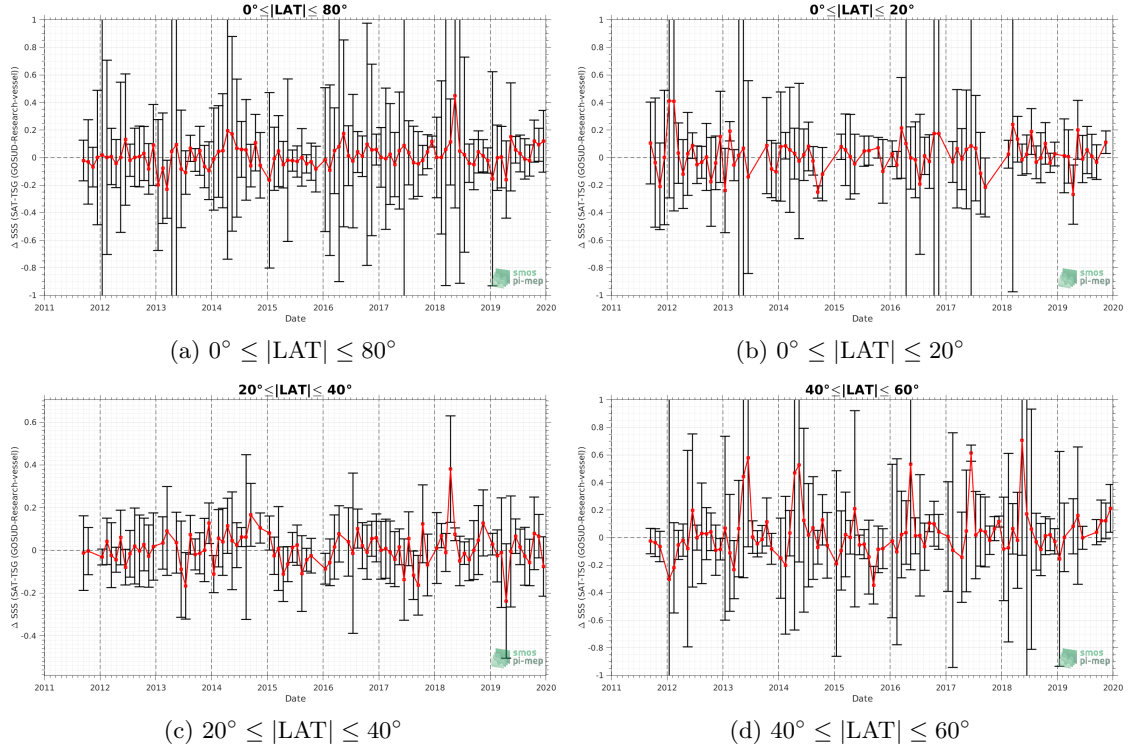 0°≤|LAT|≤ 80°
Δ SSS (SAT-TSG (GOSUD-Research-vessel))
1
0.8
0.6
0.4
0.2
0
-0.2
-0.4
-0.6
-0.8
-1
2011 2012 2013 2014 2015 2016 2017 2018 2019 2020
Date
smos
pi-mep
(a) 0° ≤ |LAT| ≤ 80°
0°≤|LAT|≤ 20°
Δ SSS (SAT-TSG (GOSUD-Research-vessel))
1
0.8
0.6
0.4
0.2
0
-0.2
-0.4
-0.6
-0.8
-1
2011 2012 2013 2014 2015 2016 2017 2018 2019 2020
Date
smos
pi-mep
(b) 0° ≤ |LAT| ≤ 20°
20°≤|LAT|≤ 40°
Δ SSS (SAT-TSG (GOSUD-Research-vessel))
0.6
0.4
0.2
0
-0.2
-0.4
2011 2012 2013 2014 2015 2016 2017 2018 2019 2020
Date
smos
pi-mep
(c) 20° ≤ |LAT| ≤ 40°
40°≤|LAT|≤ 60°
Δ SSS (SAT-TSG (GOSUD-Research-vessel))
1
0.8
0.6
0.4
0.2
0
-0.2
-0.4
-0.6
-0.8
-1
2011 2012 2013 2014 2015 2016 2017 2018 2019 2020
Date
smos
pi-mep
(d) 40° ≤ |LAT| ≤ 60°